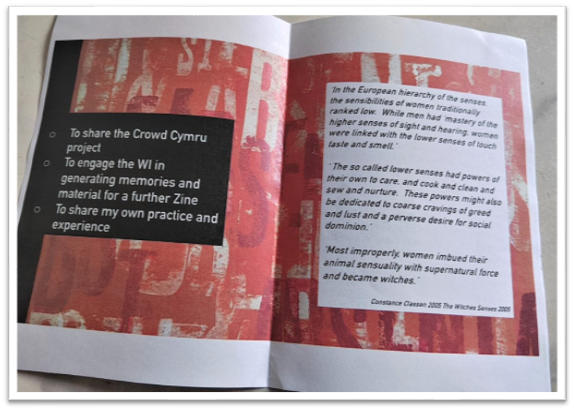 To share the Crowd Cymru
project
To engage the WI in
generating memories and
material for a further Zine
To share my own practice and
experience
'In the European hierarchy of the senses,
the sensibilities of women traditionally
ranked low. While men had 'mastery of the
higher senses of sight and hearing, women
were linked with the lower senses of touch
taste and smell.'
'The so called lower senses had powers of
their own to care, and cook and clean and
sew and nurture. These powers might also
be dedicated to coarse cravings of greed
and lust and a perverse desire for social
dominion.'
'Most improperly, women imbued their
animal sensuality with supernatural force
and became witches.'
Constance Classen 2005 The Witches Senses 2005